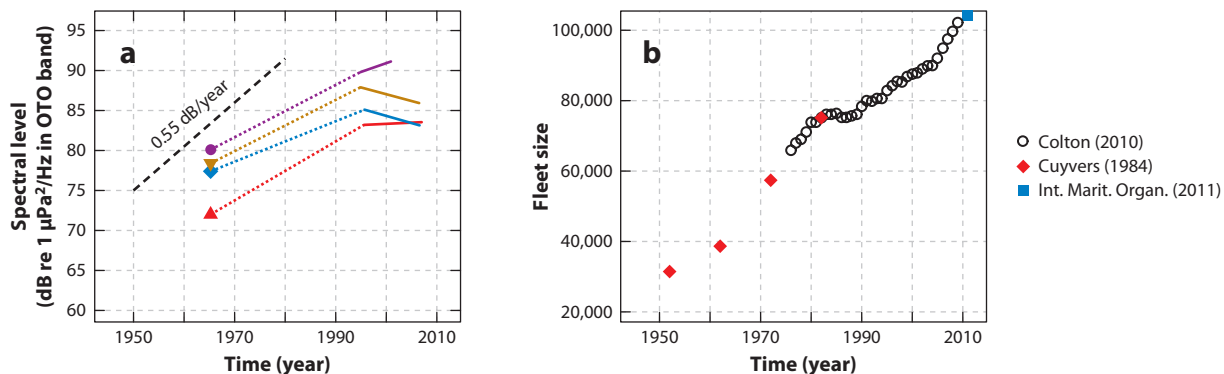 a
95
90
85
80
75
70
65
60
0.55 dB/year
Spectral level
(dB re 1 µPa²/Hz in OTO band)
1950 1970 1995 2010
Time (year)
b
100,000
80,000
60,000
40,000
20,000
Fleet size
1950 1970 1990 2010
Time (year)
Colton (2010)
Cuyvers (1984)
Int. Marit. Organ. (2011)